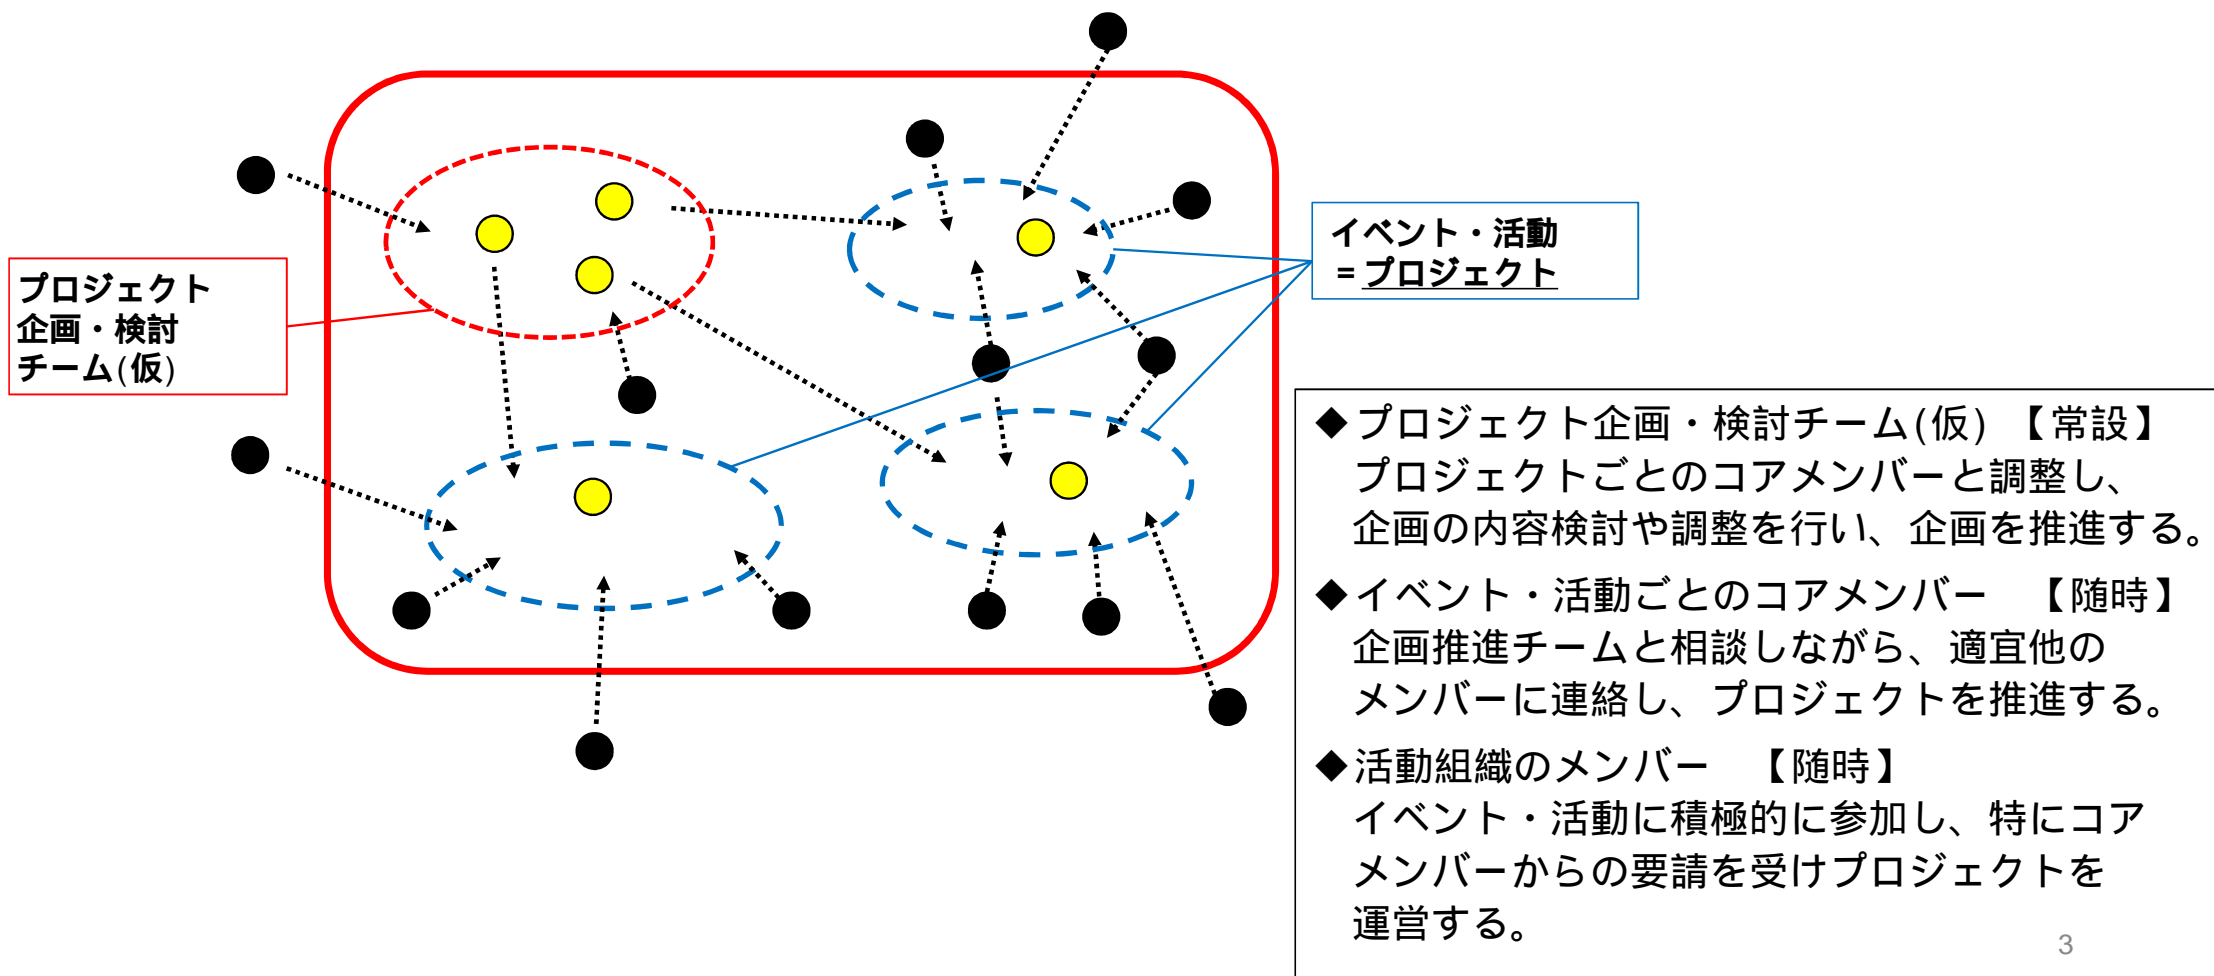 プロジェクト
企画・検討
チーム(仮)
イベント・活動
=プロジェクト
◆プロジェクト企画・検討チーム(仮) 【常設】
プロジェクトごとのコアメンバーと調整し、
企画の内容検討や調整を行い、企画を推進する。
◆イベント・活動ごとのコアメンバー 【随時】
企画推進チームと相談しながら、適宜他の
メンバーに連絡し、プロジェクトを推進する。
◆活動組織のメンバー 【随時】
イベント・活動に積極的に参加し、特にコア
メンバーからの要請を受けプロジェクトを
運営する。
3